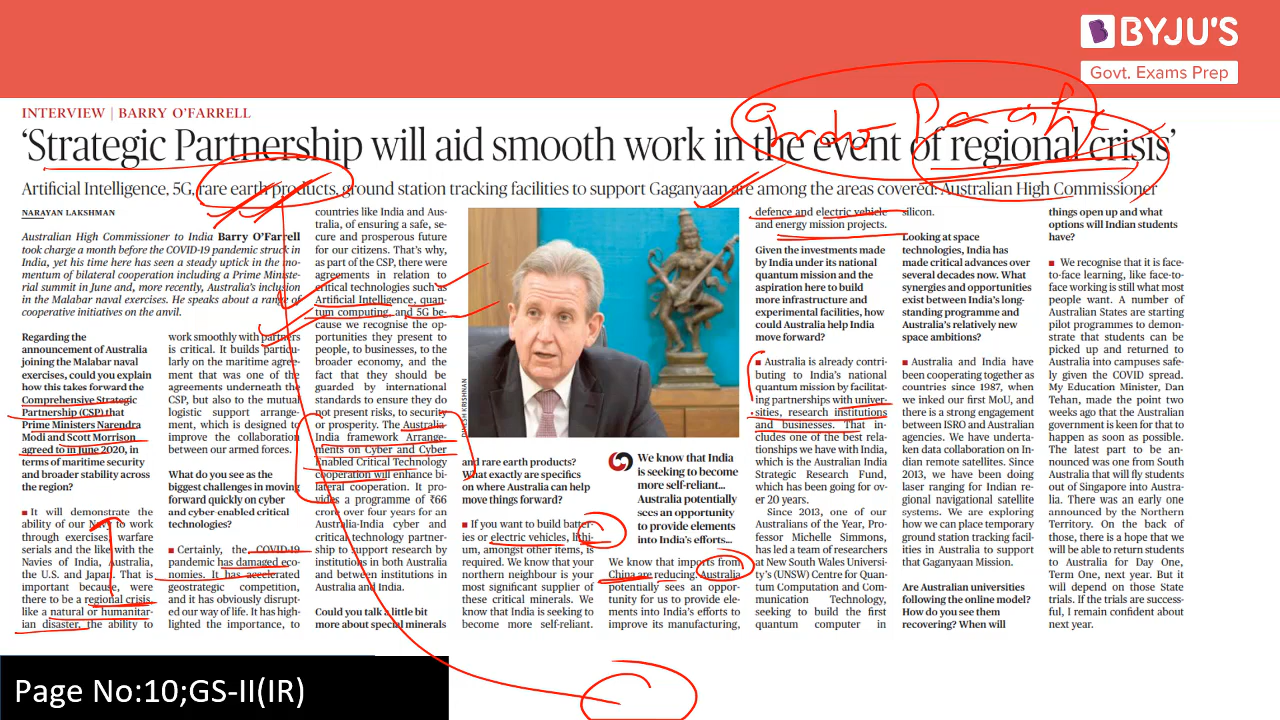 BYJU'S
Govt. Exams Prep
INTERVIEW | BARRY O'FARRELL
'Strategic Partnership will aid smooth work in the event of regional crisis'
Indo-Pacific
Artificial Intelligence, 5G, rare earth products, ground station tracking facilities to support Gaganyaan are among the areas covered: Australian High Commissioner
NARAYAN LAKSHMAN
Australian High Commissioner to India Barry O'Farrell
took charge a month before the COVID-19 pandemic struck in
India, yet his time here has seen a steady uptick in the mo-
mentum of bilateral cooperation including a Prime Ministe-
rial summit in June and, more recently, Australia's inclusion
in the Malabar naval exercises. He speaks about a range of
cooperative initiatives on the anvil.
Regarding the
announcement of Australia
joining the Malabar naval
exercises, could you explain
how this takes forward the
Comprehensive Strategic
Partnership (CSP) that
Prime Ministers Narendra
Modi and Scott Morrison
agreed to in June 2020, in
terms of maritime security
and broader stability across
the region?
It will demonstrate the
ability of our Navy to work
through exercises, warfare
serials and the like with the
Navies of India, Australia,
the U.S. and Japan. That is
important because, were
there to be a regional crisis,
like a natural or humanitar-
ian disaster, the ability to
work smoothly with partners
is critical. It builds particu-
larly on the maritime agree-
ment that was one of the
agreements underneath the
CSP, but also to the mutual
logistic support arrange-
ment, which is designed to
improve the collaboration
between our armed forces.
What do you see as the
biggest challenges in moving
forward quickly on cyber
and cyber-enabled critical
technologies?
Certainly, the COVID-19
pandemic has damaged eco-
nomies. It has accelerated
geostrategic competition,
and it has obviously disrupt-
ed our way of life. It has high-
lighted the importance, to
countries like India and Aus-
tralia, of ensuring a safe, se-
cure and prosperous future
for our citizens. That's why,
as part of the CSP, there were
agreements in relation to
critical technologies such as
Artificial Intelligence, quan-
tum computing, and 5G be-
cause we recognise the op-
portunities they present to
people, to businesses, to the
broader economy, and the
fact that they should be
guarded by international
standards to ensure they do
not present risks, to security
or prosperity. The Australia-
India framework Arrange-
ments on Cyber and Cyber
Enabled Critical Technology
cooperation will enhance bi-
lateral cooperation. It pro-
vides a programme of ₹66
crore over four years for an
Australia-India cyber and
critical technology partner-
ship to support research by
institutions in both Australia
and between institutions in
Australia and India.
Could you talk a little bit
more about special minerals
and rare earth products?
What exactly are specifics
on where Australia can help
move things forward?
If you want to build batter-
ies or electric vehicles, lithi-
um, amongst other items, is
required. We know that your
northern neighbour is your
most significant supplier of
these critical minerals. We
know that India is seeking to
become more self-reliant.
We know that India
is seeking to become
more self-reliant...
Australia potentially
sees an opportunity
to provide elements
into India's efforts...
We know that imports from
China are reducing. Australia
potentially sees an oppor-
tunity for us to provide ele-
ments into India's efforts to
improve its manufacturing,
defence and electric vehicle
and energy mission projects.
Given the investments made
by India under its national
quantum mission and the
aspiration here to build
more infrastructure and
experimental facilities, how
could Australia help India
move forward?
Australia is already contri-
buting to India's national
quantum mission by facilitat-
ing partnerships with univer-
sities, research institutions
and businesses. That in-
cludes one of the best rela-
tionships we have with India,
which is the Australian India
Strategic Research Fund,
which has been going for ov-
er 20 years.
Since 2013, one of our
Australians of the Year, Pro-
fessor Michelle Simmons,
has led a team of researchers
at New South Wales Universi-
ty's (UNSW) Centre for Quan-
tum Computation and Com-
munication Technology,
seeking to build the first
quantum computer in
silicon.
Looking at space
technologies, India has
made critical advances over
several decades now. What
synergies and opportunities
exist between India's long-
standing programme and
Australia's relatively new
space ambitions?
Australia and India have
been cooperating together as
countries since 1987, when
we inked our first MoU, and
there is a strong engagement
between ISRO and Australian
agencies. We have underta-
ken data collaboration on In-
dian remote satellites. Since
2013, we have been doing
laser ranging for Indian re-
gional navigational satellite
systems. We are exploring
how we can place temporary
ground station tracking facil-
ities in Australia to support
that Gaganyaan Mission.
Are Australian universities
following the online model?
How do you see them
recovering? When will
things open up and what
options will Indian students
have?
We recognise that it is face-
to-face learning, like face-to-
face working is still what most
people want. A number of
Australian States are starting
pilot programmes to demon-
strate that students can be
picked up and returned to
Australia into campuses safe-
ly given the COVID spread.
My Education Minister, Dan
Tehan, made the point two
weeks ago that the Australian
government is keen for that to
happen as soon as possible.
The latest part to be an-
nounced was one from South
Australia that will fly students
out of Singapore into Austra-
lia. There was an early one
announced by the Northern
Territory. On the back of
those, there is a hope that we
will be able to return students
to Australia for Day One,
Term One, next year. But it
will depend on those State
trials. If the trials are success-
ful, I remain confident about
next year.
Page No:10;GS-II(IR)